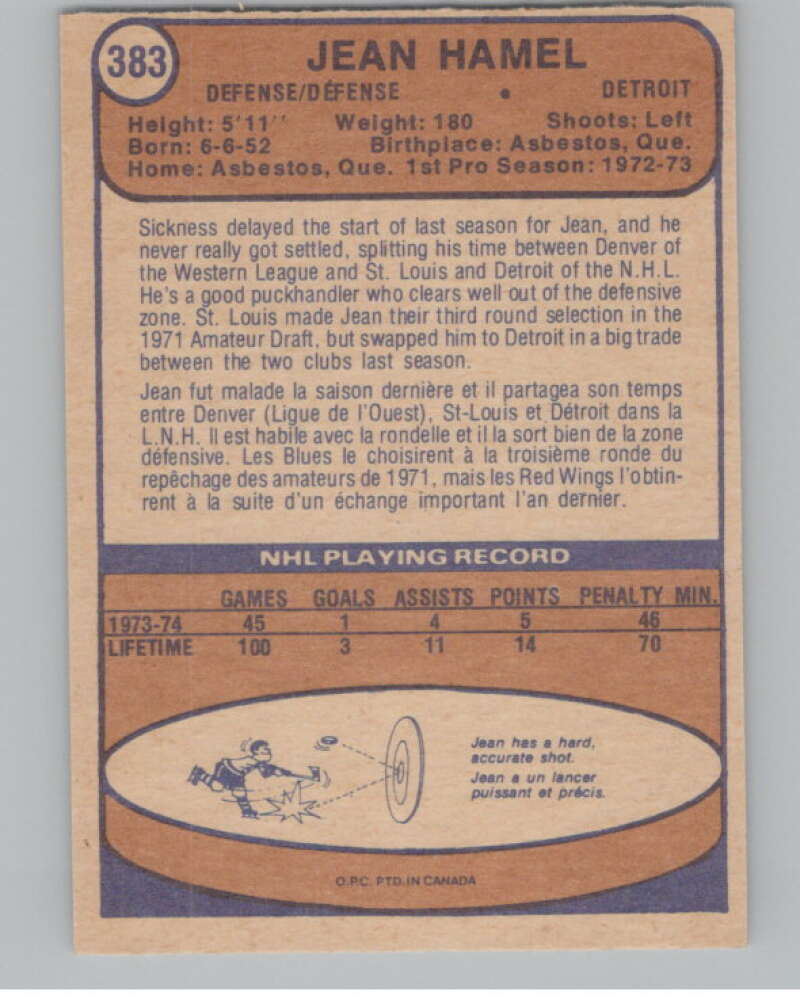 383
JEAN HAMEL
DEFENSE/DÉFENSE • DETROIT
Height: 5'11'' Weight: 180 Shoots: Left
Born: 6-6-52 Birthplace: Asbestos, Que.
Home: Asbestos, Que. 1st Pro Season: 1972-73
Sickness delayed the start of last season for Jean, and he
never really got settled, splitting his time between Denver of
the Western League and St. Louis and Detroit of the N.H.L.
He's a good puckhandler who clears well out of the defensive
zone. St. Louis made Jean their third round selection in the
1971 Amateur Draft, but swapped him to Detroit in a big trade
between the two clubs last season.
Jean fut malade la saison dernière et il partagea son temps
entre Denver (Ligue de l'Ouest), St-Louis et Détroit dans la
L.N.H. Il est habile avec la rondelle et il la sort bien de la zone
défensive. Les Blues le choisirent à la troisième ronde du
repêchage des amateurs de 1971, mais les Red Wings l'obtin-
rent à la suite d'un échange important l'an dernier.
NHL PLAYING RECORD
GAMES GOALS ASSISTS POINTS PENALTY MIN.
1973-74 45 1 4 5 46
LIFETIME 100 3 11 14 70
Jean has a hard,
accurate shot.
Jean a un lancer
puissant et précis.
O.P.C. PTD. IN CANADA